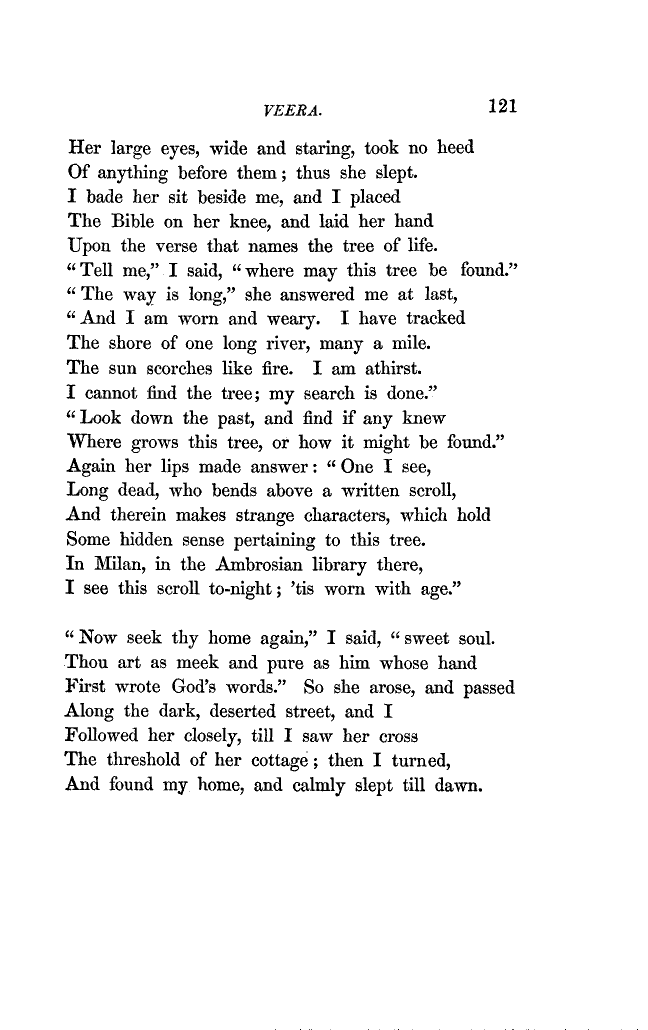 VEERA. 121
Her large eyes, wide and staring, took no heed
Of anything before them; thus she slept.
I bade her sit beside me, and I placed
The Bible on her knee, and laid her hand
Upon the verse that names the tree of life.
“Tell me,” I said, “where may this tree be found.”
“The way is long,” she answered me at last,
“And I am worn and weary. I have tracked
The shore of one long river, many a mile.
The sun scorches like fire. I am athirst.
I cannot find the tree; my search is done.”
“Look down the past, and find if any knew
Where grows this tree, or how it might be found.”
Again her lips made answer: “One I see,
Long dead, who bends above a written scroll,
And therein makes strange characters, which hold
Some hidden sense pertaining to this tree.
In Milan, in the Ambrosian library there,
I see this scroll to-night; ’tis worn with age.”

“Now seek thy home again,” I said, “sweet soul.
Thou art as meek and pure as him whose hand
First wrote God’s words.” So she arose, and passed
Along the dark, deserted street, and I
Followed her closely, till I saw her cross
The threshold of her cottage; then I turned,
And found my home, and calmly slept till dawn.